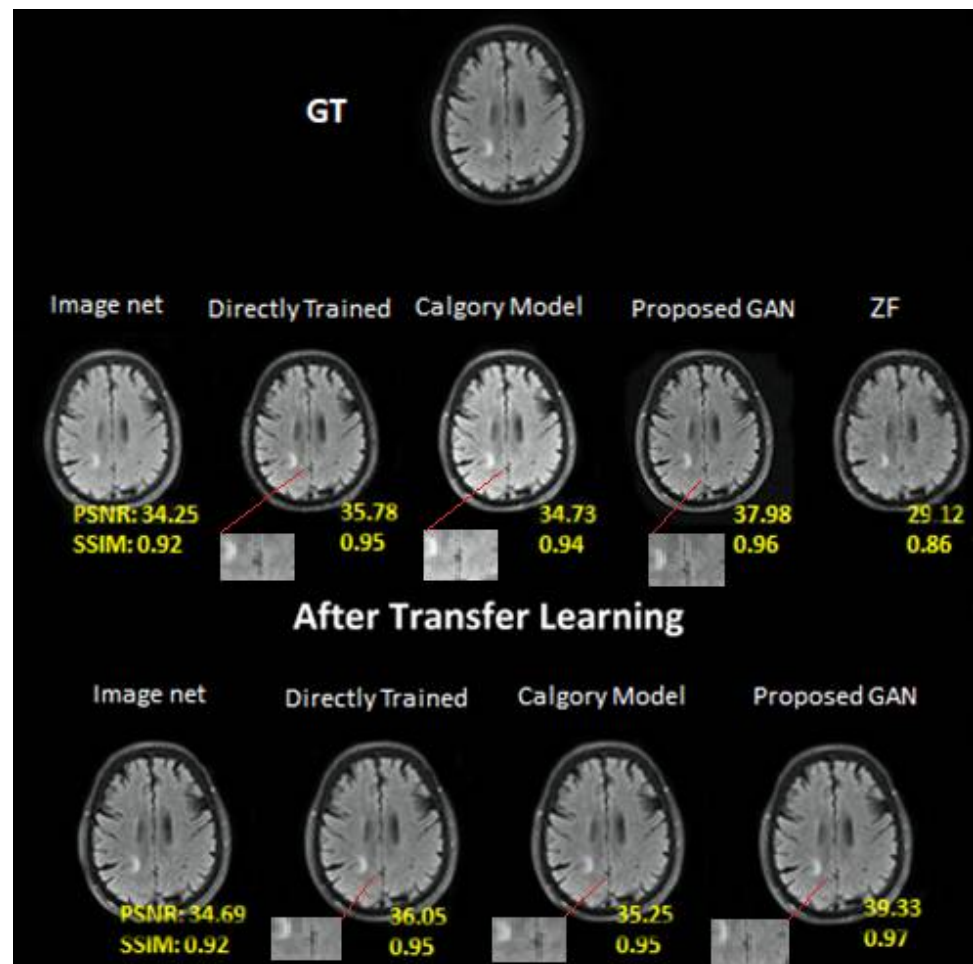 GT
Image net Directly Trained Calgory Model Proposed GAN ZF
PSNR: 34.25 35.78 34.73 37.98 29.12
SSIM: 0.92 0.95 0.94 0.96 0.86
After Transfer Learning
Image net Directly Trained Calgory Model Proposed GAN
PSNR: 34.69 36.05 35.25 39.33
SSIM: 0.92 0.95 0.95 0.97